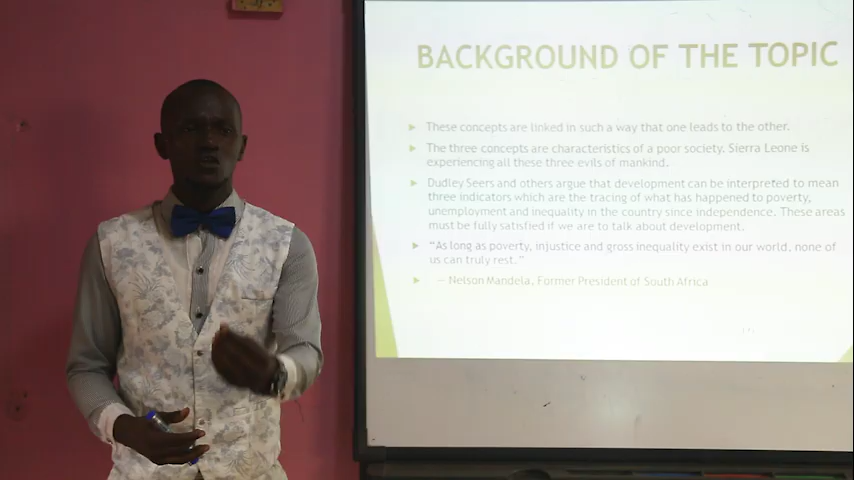 BACKGROUND OF THE TOPIC
These concepts are linked in such a way that one leads to the other.
The three concepts are characteristics of a poor society. Sierra Leone is
experiencing all these three evils of mankind.
Dudley Seers and others argue that development can be interpreted to mean
three indicators which are the tracing of what has happened to poverty,
unemployment and inequality in the country since independence. These areas
must be fully satisfied if we are to talk about development.
“As long as poverty, injustice and gross inequality exist in our world, none of
us can truly rest.”
— Nelson Mandela, Former President of South Africa